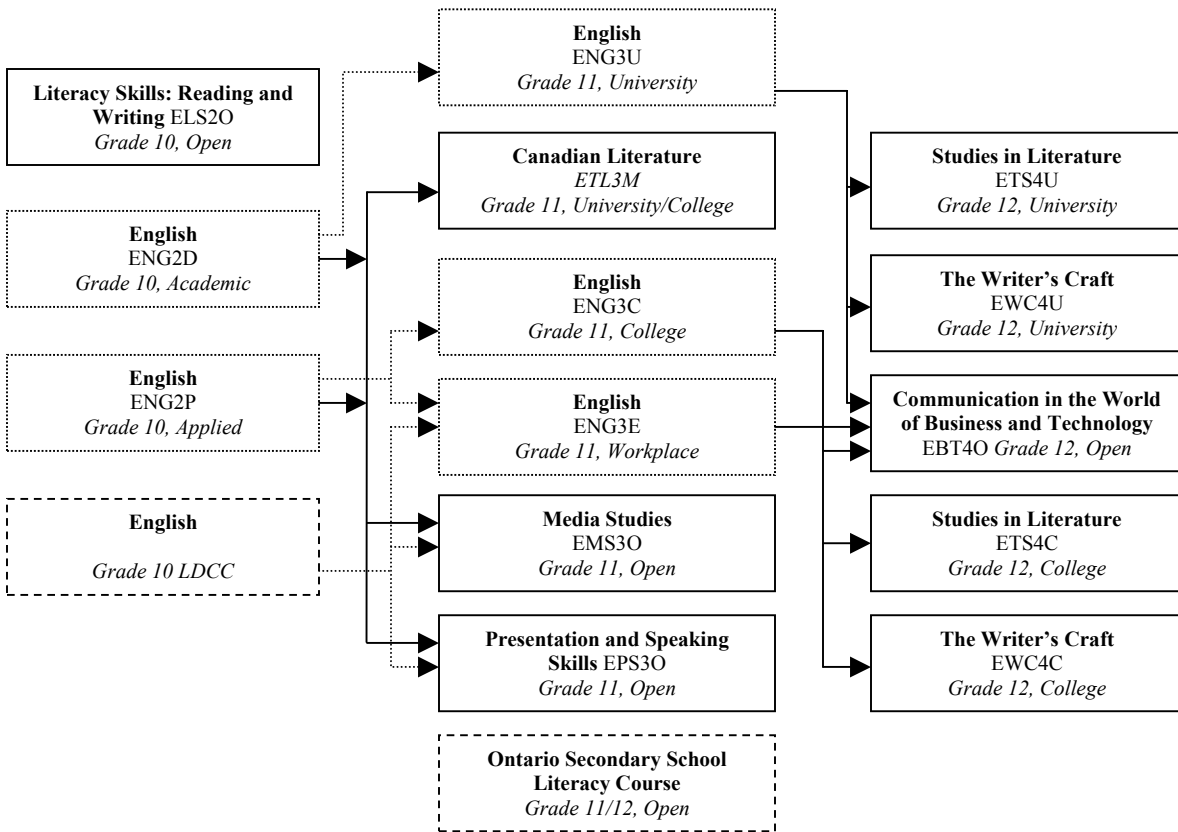 Literacy Skills: Reading and
Writing ELS2O
Grade 10, Open
English
ENG2D
Grade 10, Academic
English
ENG2P
Grade 10, Applied
English
Grade 10 LDCC
English
ENG3U
Grade 11, University
Canadian Literature
ETL3M
Grade 11, University/College
English
ENG3C
Grade 11, College
English
ENG3E
Grade 11, Workplace
Media Studies
EMS3O
Grade 11, Open
Presentation and Speaking
Skills EPS3O
Grade 11, Open
Ontario Secondary School
Literacy Course
Grade 11/12, Open
Studies in Literature
ETS4U
Grade 12, University
The Writer’s Craft
EWC4U
Grade 12, University
Communication in the World
of Business and Technology
EBT4O Grade 12, Open
Studies in Literature
ETS4C
Grade 12, College
The Writer’s Craft
EWC4C
Grade 12, College